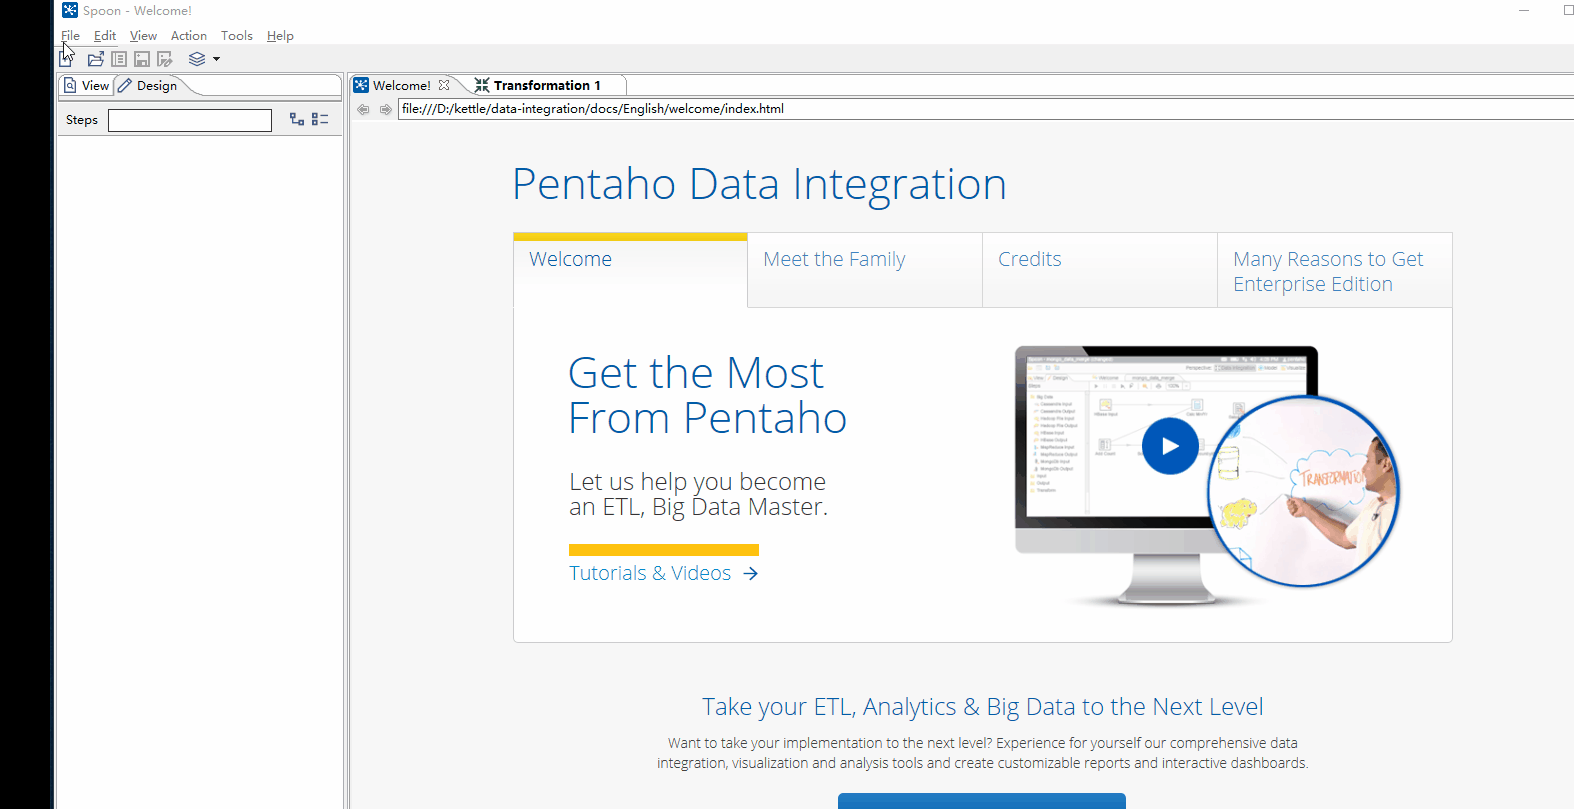 Spoon - Welcome!
File Edit View Action Tools Help
View Design
Welcome! Transformation 1
file:///D:/kettle/data-integration/docs/English/welcome/index.html
Steps
Pentaho Data Integration
Welcome
Meet the Family
Credits
Many Reasons to Get
Enterprise Edition
Get the Most
From Pentaho
Let us help you become
an ETL, Big Data Master.
Tutorials & Videos
TRANSFORMATION
Take your ETL, Analytics & Big Data to the Next Level
Want to take your implementation to the next level? Experience for yourself our comprehensive data
integration, visualization and analysis tools and create customizable reports and interactive dashboards.